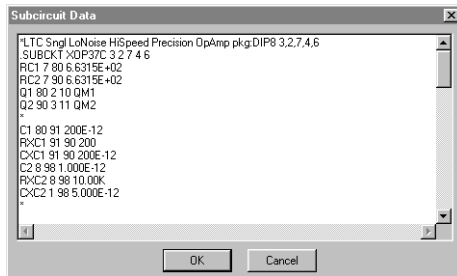 Subcircuit Data
*LTC Sngl LoNoise HiSpeed Precision OpAmp pkg:DIP8 3,2,7,4,6
.SUBCKT XOP37C 3 2 7 4 6
RC1 7 80 6.6315E+02
RC2 7 90 6.6315E+02
Q1 80 2 10 QM1
Q2 90 3 11 QM2
*
C1 80 91 200E-12
RXC1 91 90 200
CXC1 91 90 200E-12
C2 8 98 1.000E-12
RXC2 8 98 10.00K
CXC2 1 98 5.000E-12
*
OK
Cancel